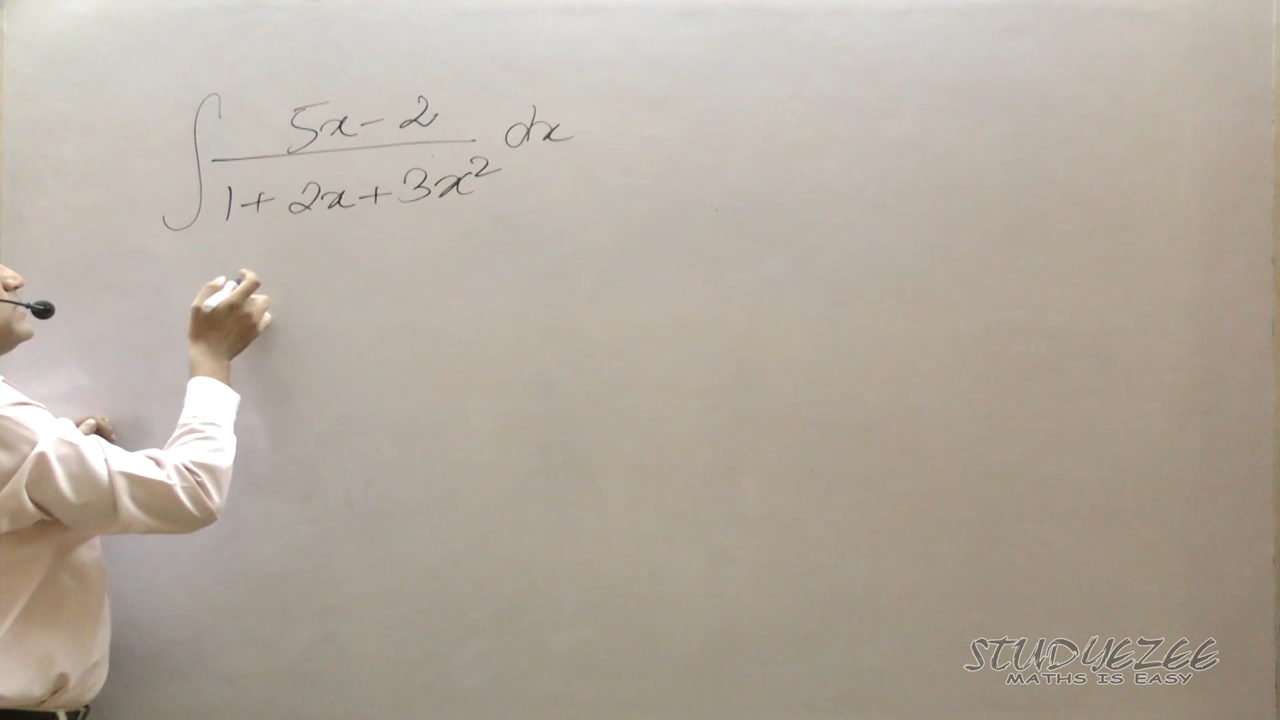 ∫ (5x - 2)/(1 + 2x + 3x²) dx
STUDYEZEE
MATHS IS EASY